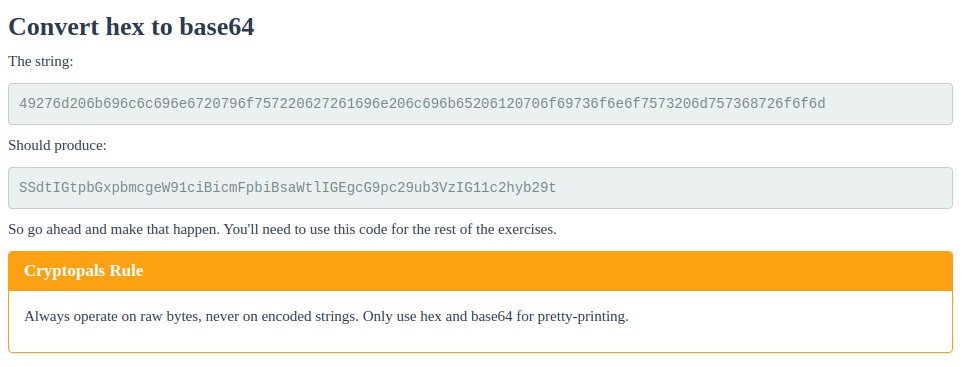 Convert hex to base64
The string:
49276d206b696c6c696e6720796f757220627261696e206c696b65206120706f69736f6e6f7573206d757368726f6f6d
Should produce:
SSdtIGtpbGxpbmcgeW91ciBicmFpbiBsaWtlIGEgcG9pc29ub3VzIG11c2hyb29t
So go ahead and make that happen. You'll need to use this code for the rest of the exercises.
Cryptopals Rule
Always operate on raw bytes, never on encoded strings. Only use hex and base64 for pretty-printing.